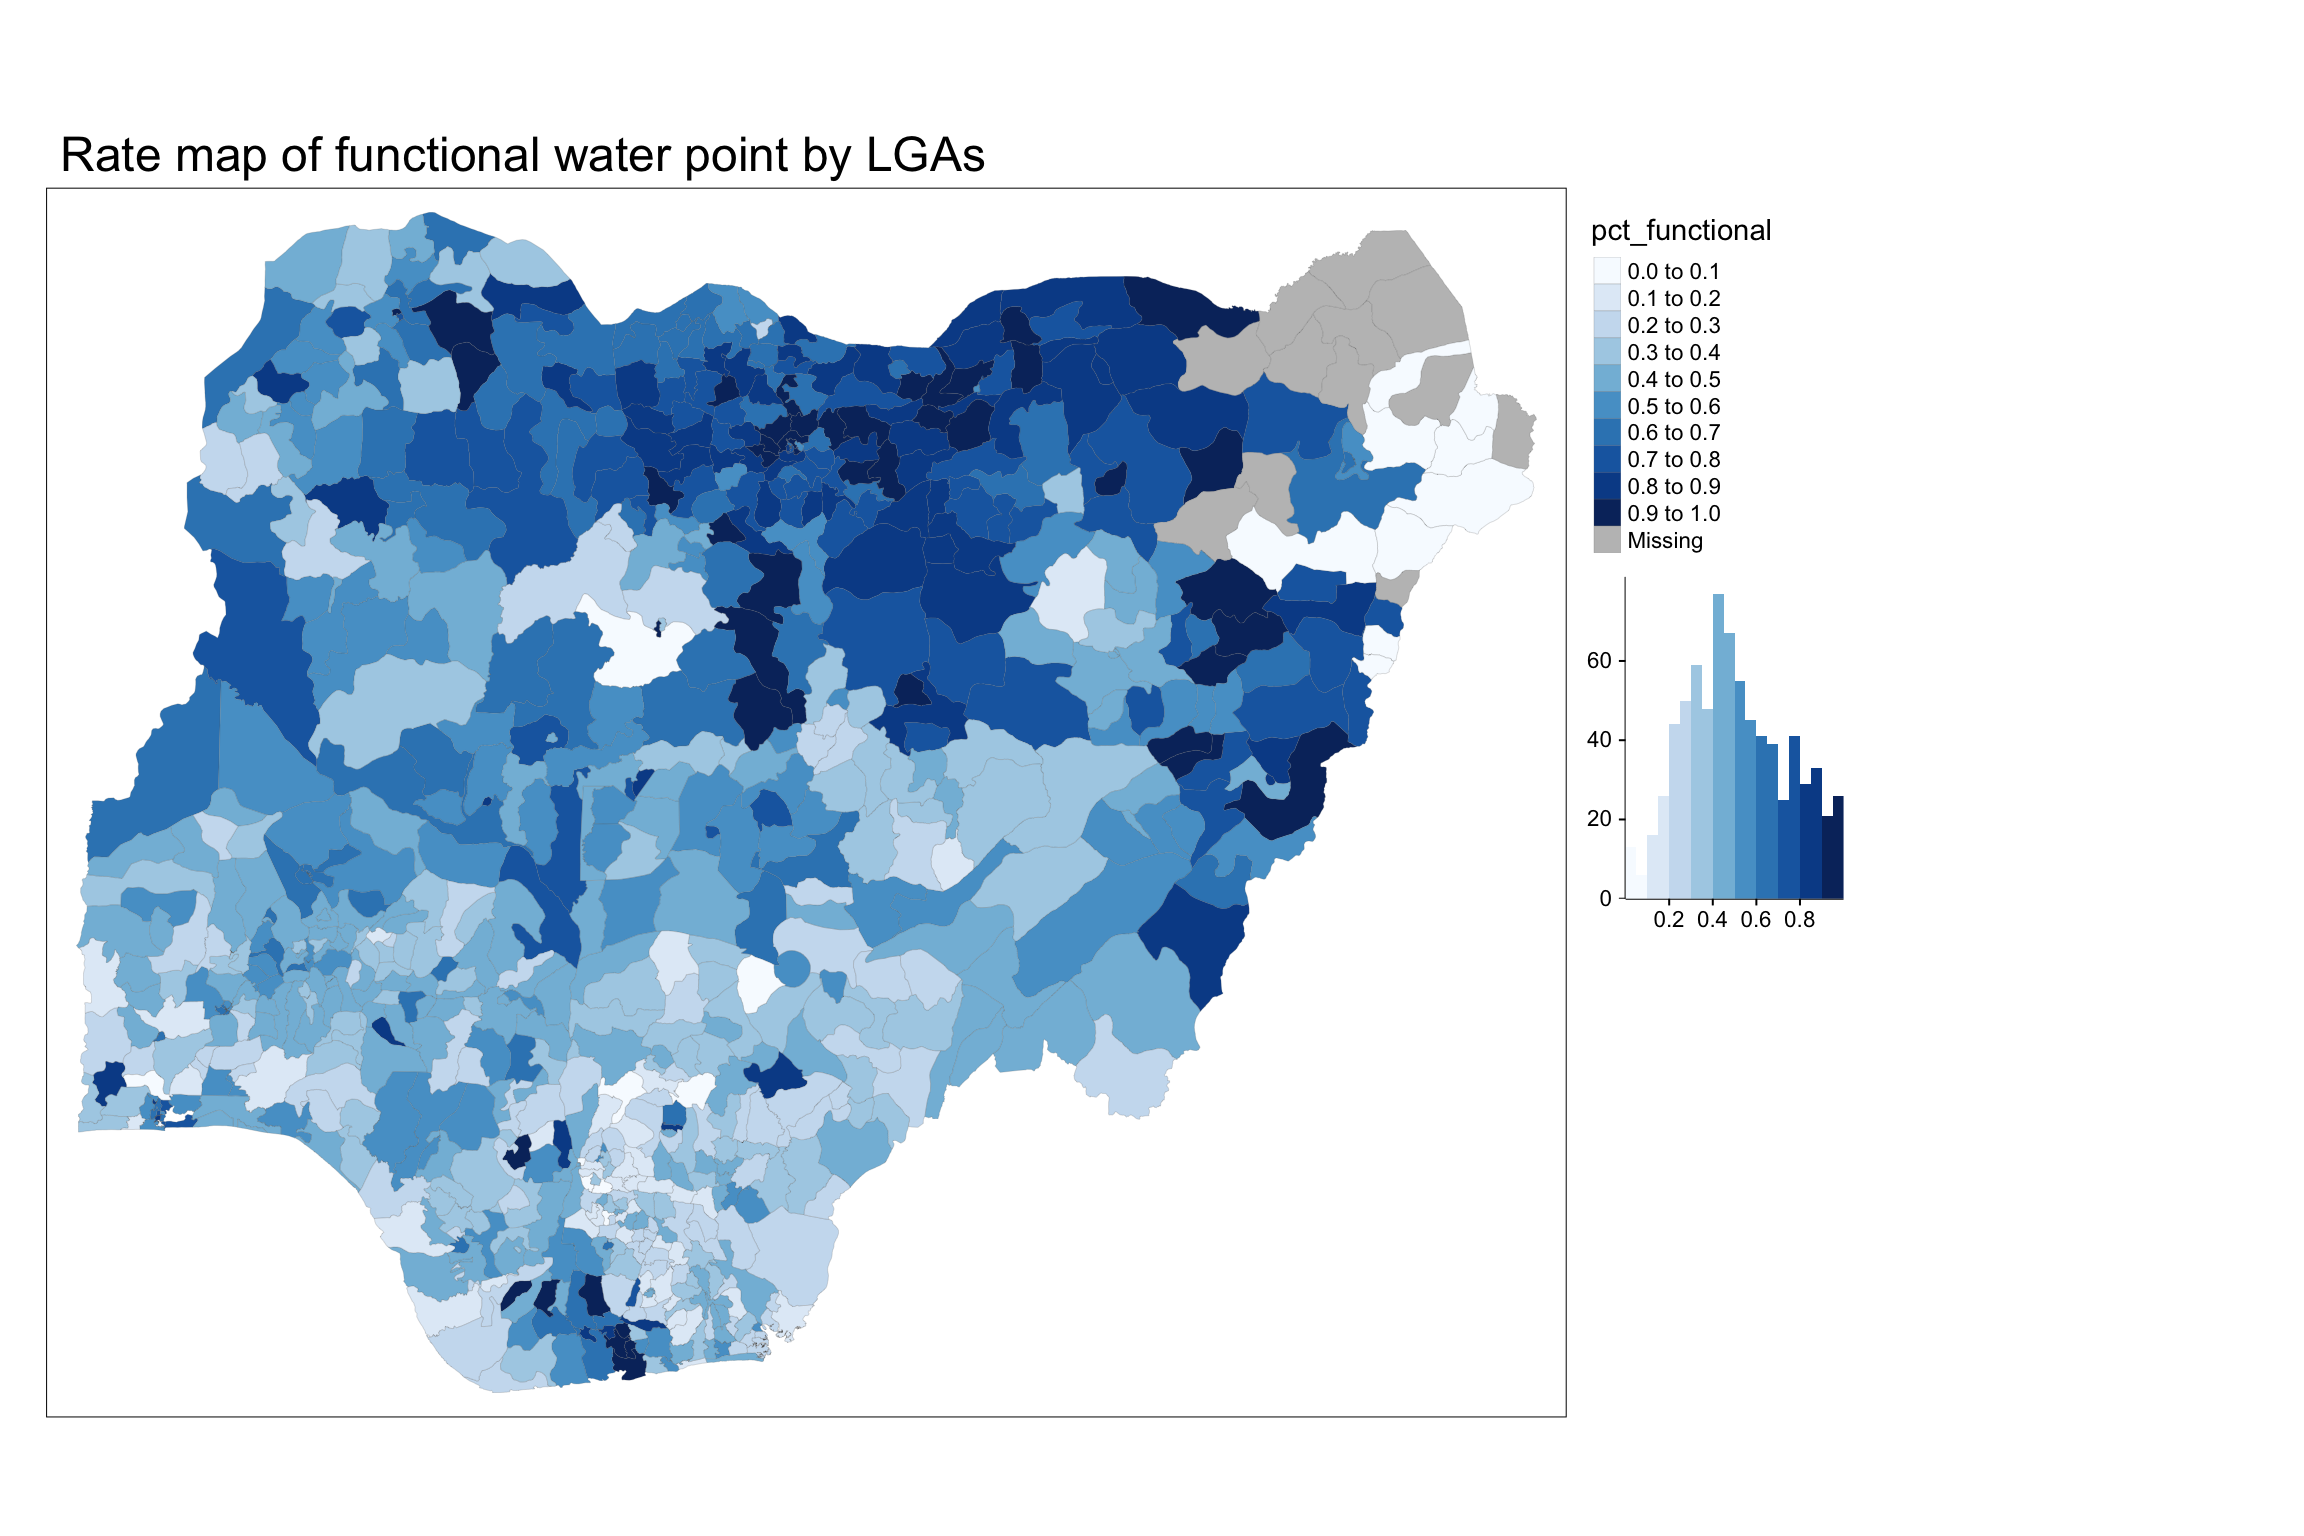 Rate map of functional water point by LGAs
pct_functional
0.0 to 0.1
0.1 to 0.2
0.2 to 0.3
0.3 to 0.4
0.4 to 0.5
0.5 to 0.6
0.6 to 0.7
0.7 to 0.8
0.8 to 0.9
0.9 to 1.0
Missing
60
40
20
0
0.2 0.4 0.6 0.8